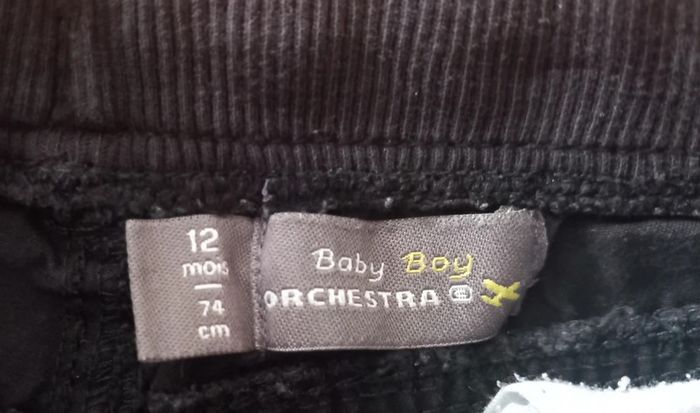 12
mois
74
cm
Baby Boy
ORCHESTRA